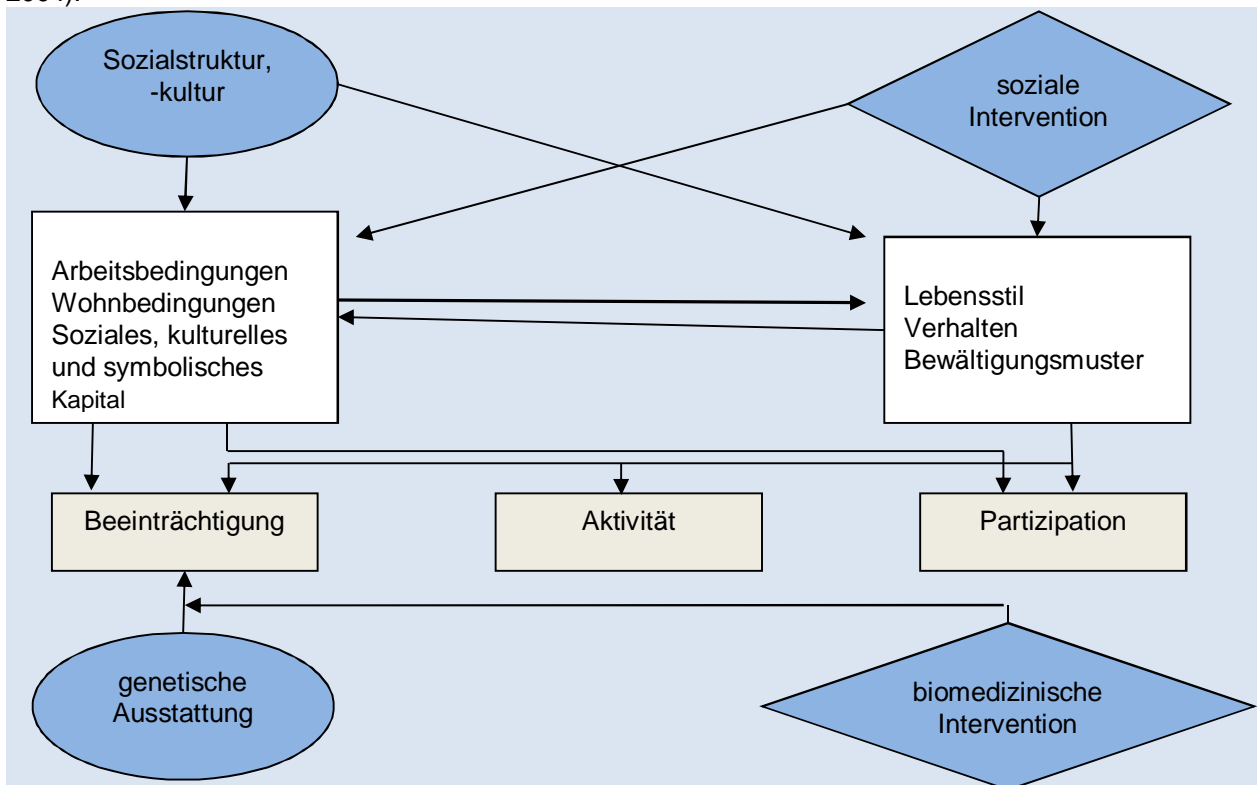 Sozialstruktur,
-kultur
soziale
Intervention
Arbeitsbedingungen
Wohnbedingungen
Soziales, kulturelles
und symbolisches
Kapital
Lebensstil
Verhalten
Bewältigungsmuster
Beeinträchtigung
Aktivität
Partizipation
genetische
Ausstattung
biomedizinische
Intervention